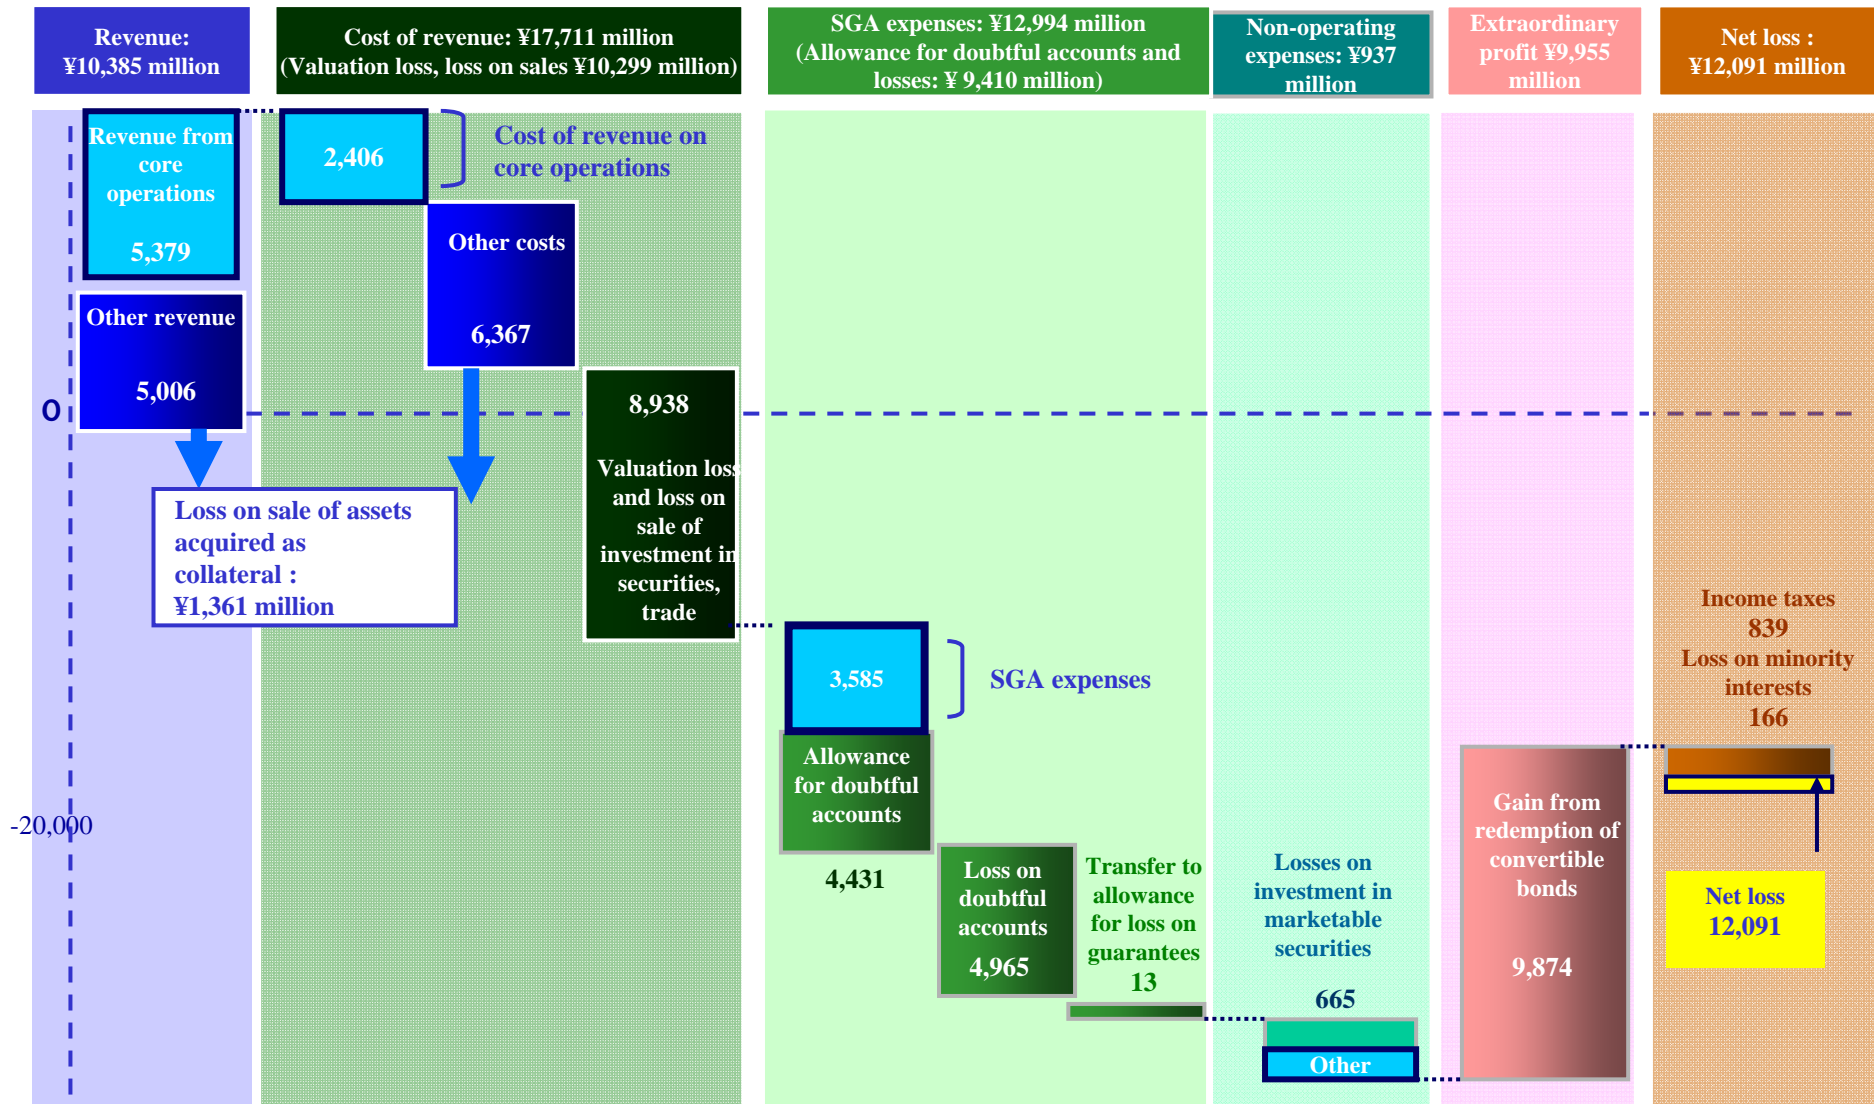 Revenue:
¥10,385 million
Cost of revenue: ¥17,711 million
(Valuation loss, loss on sales ¥10,299 million)
SGA expenses: ¥12,994 million
(Allowance for doubtful accounts and
losses: ¥ 9,410 million)
Non-operating
expenses: ¥937
million
Extraordinary
profit ¥9,955
million
Net loss :
¥12,091 million
Revenue from
core
operations
5,379
Other revenue
5,006
0
-20,000
2,406
Cost of revenue on
core operations
Other costs
6,367
Loss on sale of assets
acquired as
collateral :
¥1,361 million
8,938
Valuation loss
and loss on
sale of
investment in
securities,
trade
3,585
SGA expenses
Allowance
for doubtful
accounts
4,431
Loss on
doubtful
accounts
4,965
Transfer to
allowance
for loss on
guarantees
13
Losses on
investment in
marketable
securities
665
Other
Gain from
redemption of
convertible
bonds
9,874
Income taxes
839
Loss on minority
interests
166
Net loss
12,091